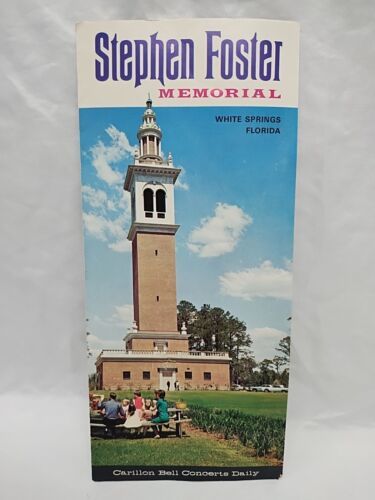 Stephen Foster
MEMORIAL
WHITE SPRINGS
FLORIDA
Carillon Bell Concerts Daily